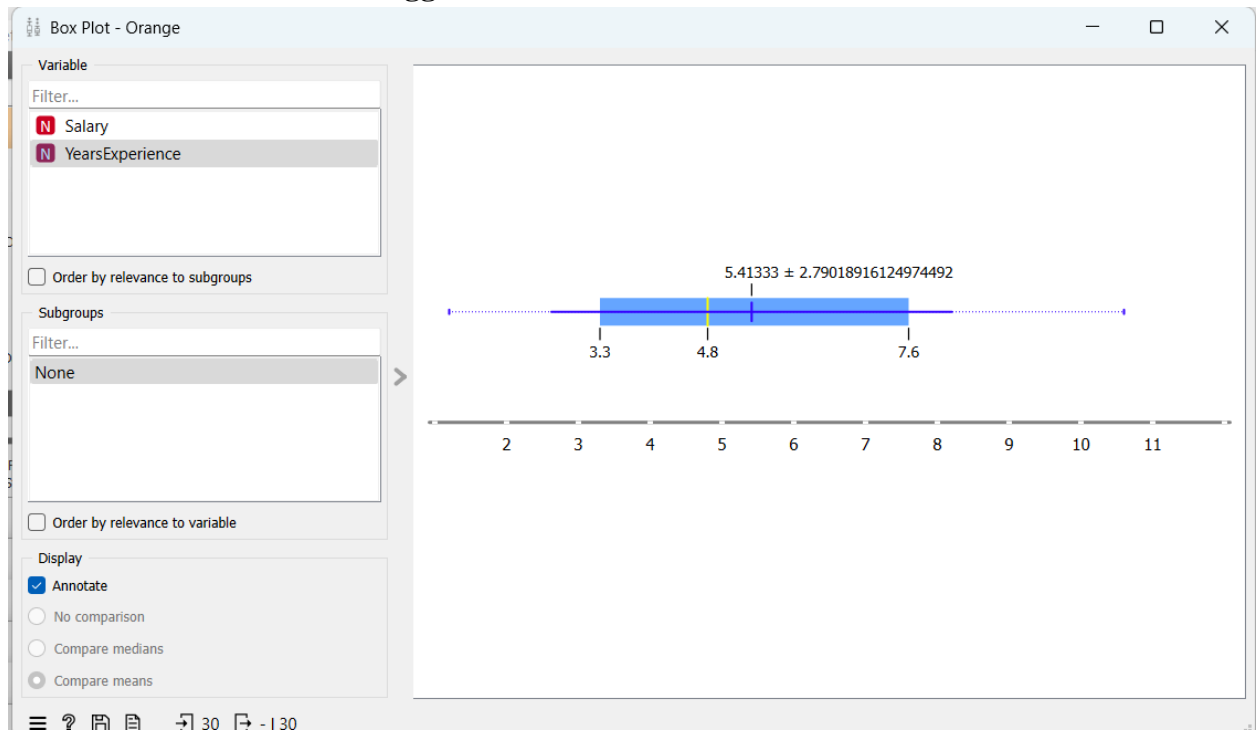 Box Plot - Orange
Variable
Filter...
N Salary
N YearsExperience
Order by relevance to subgroups
Subgroups
Filter...
None
Order by relevance to variable
Display
Annotate
No comparison
Compare medians
Compare means
30 - | 30
5.41333 ± 2.79018916124974492
3.3 4.8 7.6
2 3 4 5 6 7 8 9 10 11